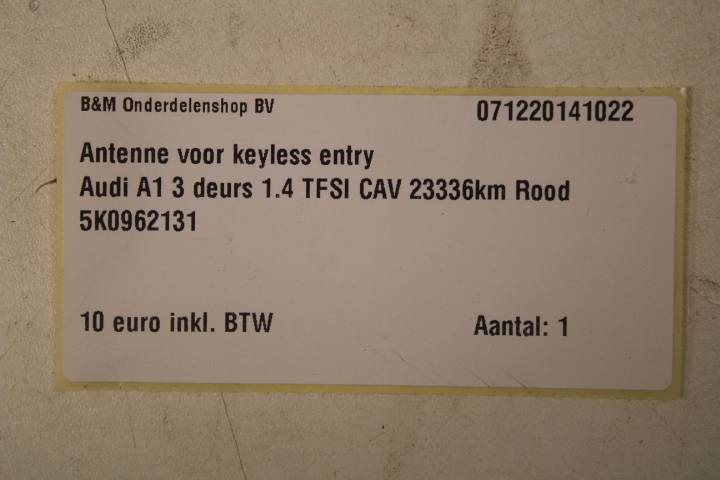 B&M Onderdelenshop BV 071220141022
Antenne voor keyless entry
Audi A1 3 deurs 1.4 TFSI CAV 23336km Rood
5K0962131
10 euro inkl. BTW Aantal: 1